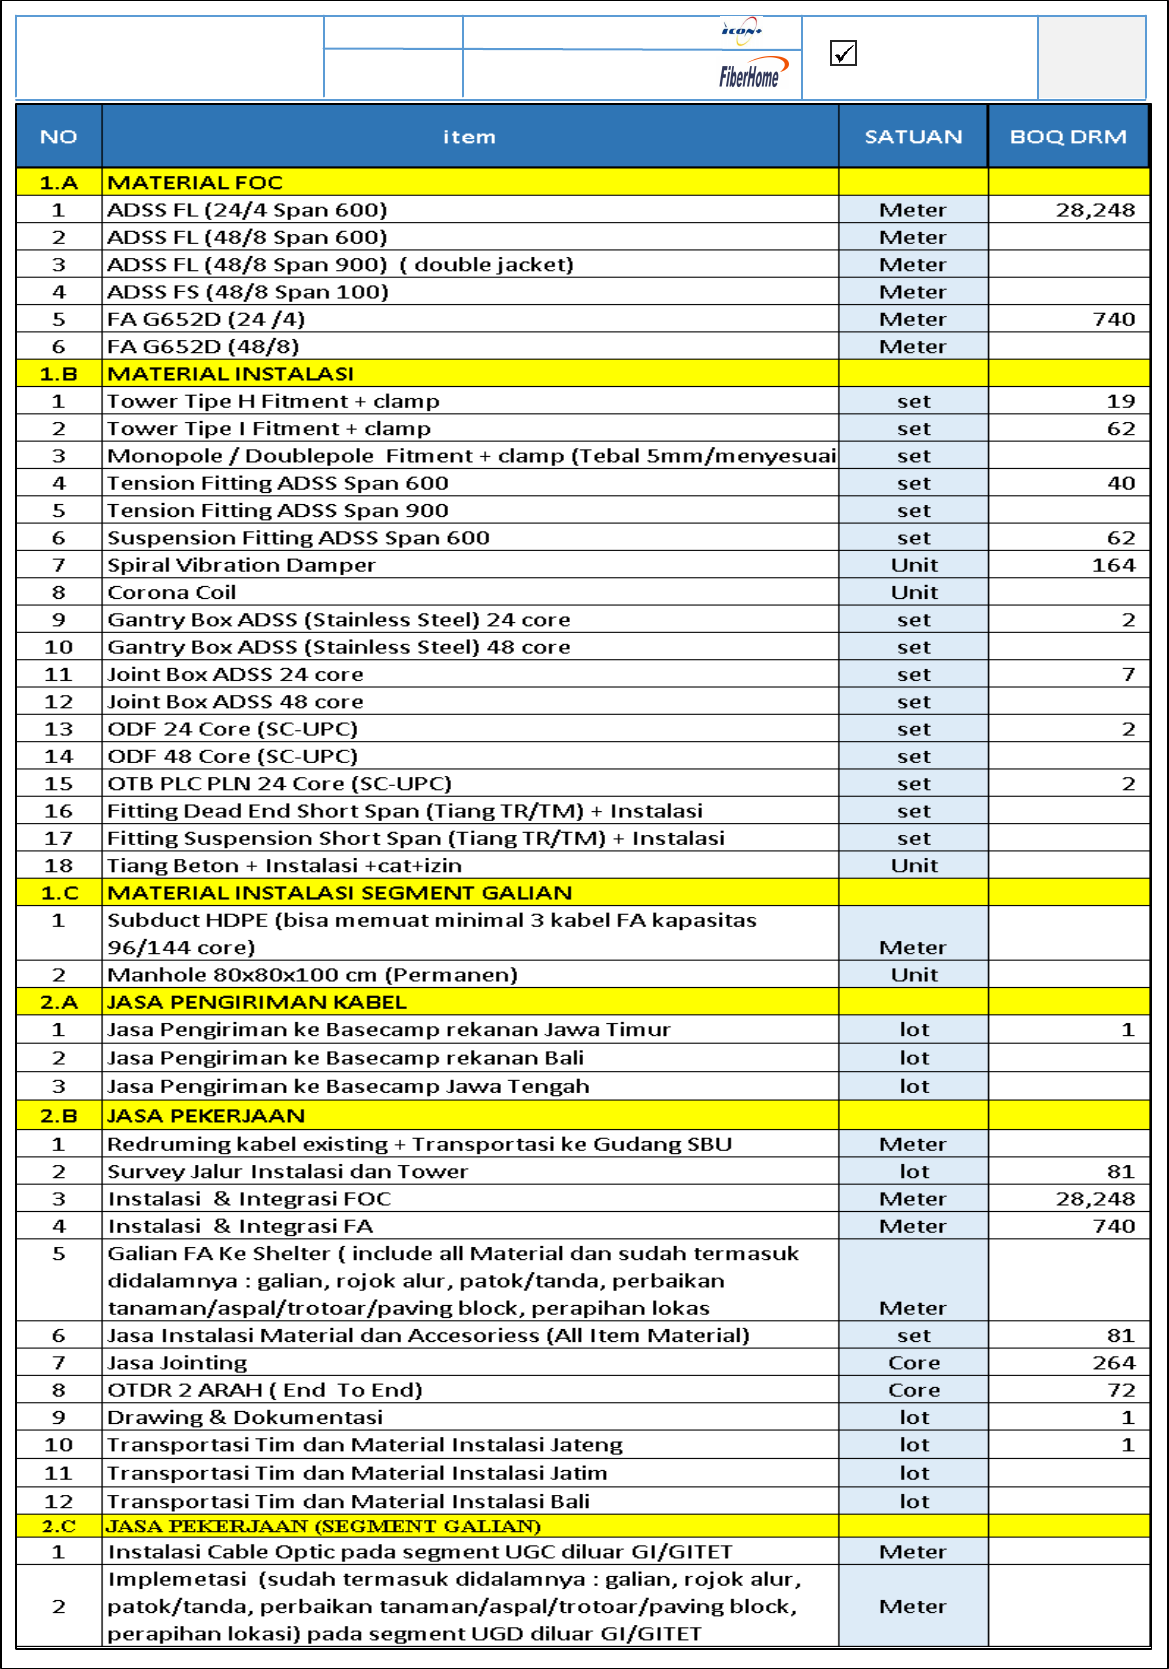 icon+
FiberHome
NO item SATUAN BOQ DRM
1.A MATERIAL FOC
1 ADSS FL (24/4 Span 600) Meter 28,248
2 ADSS FL (48/8 Span 600) Meter
3 ADSS FL (48/8 Span 900) ( double jacket) Meter
4 ADSS FS (48/8 Span 100) Meter
5 FA G652D (24 /4) Meter 740
6 FA G652D (48/8) Meter
1.B MATERIAL INSTALASI
1 Tower Tipe H Fitment + clamp set 19
2 Tower Tipe I Fitment + clamp set 62
3 Monopole / Doublepole Fitment + clamp (Tebal 5mm/menyesuai set
4 Tension Fitting ADSS Span 600 set 40
5 Tension Fitting ADSS Span 900 set
6 Suspension Fitting ADSS Span 600 set 62
7 Spiral Vibration Damper Unit 164
8 Corona Coil Unit
9 Gantry Box ADSS (Stainless Steel) 24 core set 2
10 Gantry Box ADSS (Stainless Steel) 48 core set
11 Joint Box ADSS 24 core set 7
12 Joint Box ADSS 48 core set
13 ODF 24 Core (SC-UPC) set 2
14 ODF 48 Core (SC-UPC) set
15 OTB PLC PLN 24 Core (SC-UPC) set 2
16 Fitting Dead End Short Span (Tiang TR/TM) + Instalasi set
17 Fitting Suspension Short Span (Tiang TR/TM) + Instalasi set
18 Tiang Beton + Instalasi +cat+izin Unit
1.C MATERIAL INSTALASI SEGMENT GALIAN
1 Subduct HDPE (bisa memuat minimal 3 kabel FA kapasitas
96/144 core) Meter
2 Manhole 80x80x100 cm (Permanen) Unit
2.A JASA PENGIRIMAN KABEL
1 Jasa Pengiriman ke Basecamp rekanan Jawa Timur lot 1
2 Jasa Pengiriman ke Basecamp rekanan Bali lot
3 Jasa Pengiriman ke Basecamp Jawa Tengah lot
2.B JASA PEKERJAAN
1 Redruming kabel existing + Transportasi ke Gudang SBU Meter
2 Survey Jalur Instalasi dan Tower lot 81
3 Instalasi & Integrasi FOC Meter 28,248
4 Instalasi & Integrasi FA Meter 740
5 Galian FA Ke Shelter ( include all Material dan sudah termasuk
didalamnya : galian, rojok alur, patok/tanda, perbaikan
tanaman/aspal/trotoar/paving block, perapihan lokas Meter
6 Jasa Instalasi Material dan Accesoriess (All Item Material) set 81
7 Jasa Jointing Core 264
8 OTDR 2 ARAH ( End To End) Core 72
9 Drawing & Dokumentasi lot 1
10 Transportasi Tim dan Material Instalasi Jateng lot 1
11 Transportasi Tim dan Material Instalasi Jatim lot
12 Transportasi Tim dan Material Instalasi Bali lot
2.C JASA PEKERJAAN (SEGMENT GALIAN)
1 Instalasi Cable Optic pada segment UGC diluar GI/GITET Meter
Implemetasi (sudah termasuk didalamnya : galian, rojok alur,
2 patok/tanda, perbaikan tanaman/aspal/trotoar/paving block, Meter
perapihan lokasi) pada segment UGD diluar GI/GITET